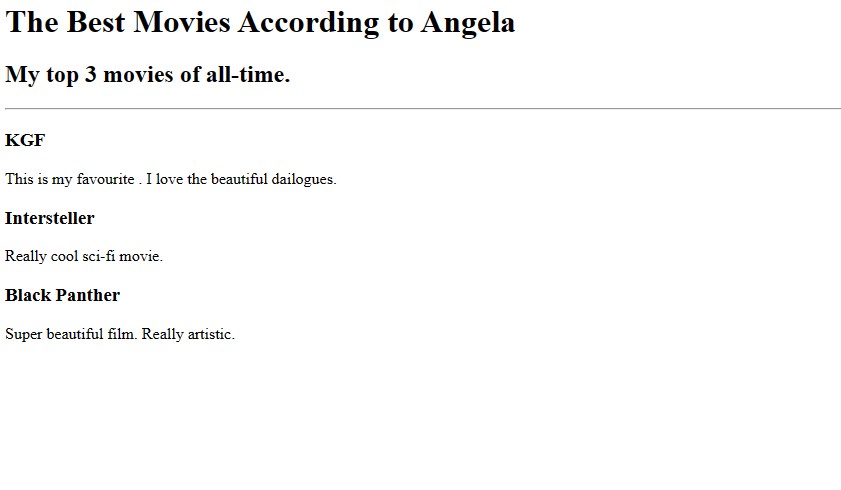 The Best Movies According to Angela
My top 3 movies of all-time.
KGF
This is my favourite . I love the beautiful dailogues.
Intersteller
Really cool sci-fi movie.
Black Panther
Super beautiful film. Really artistic.